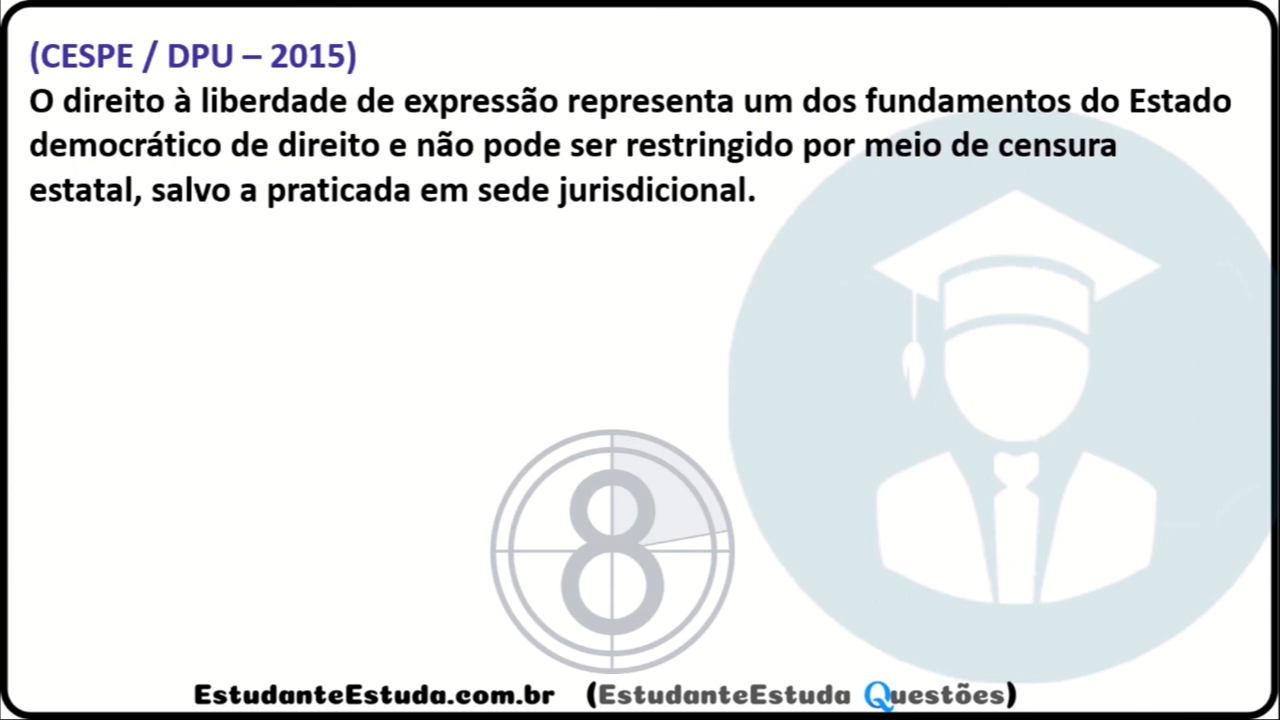 (CESPE / DPU – 2015)
O direito à liberdade de expressão representa um dos fundamentos do Estado
democrático de direito e não pode ser restringido por meio de censura
estatal, salvo a praticada em sede jurisdicional.
8
EstudanteEstuda.com.br (EstudanteEstuda Questões)